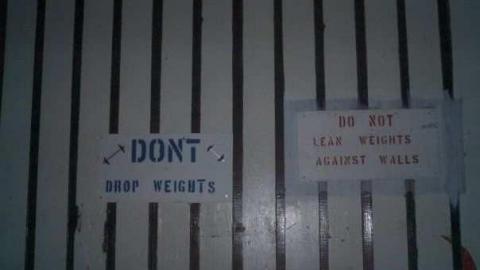 DONT
DROP WEIGHTS
DO NOT
LEAN WEIGHTS
AGAINST WALLS